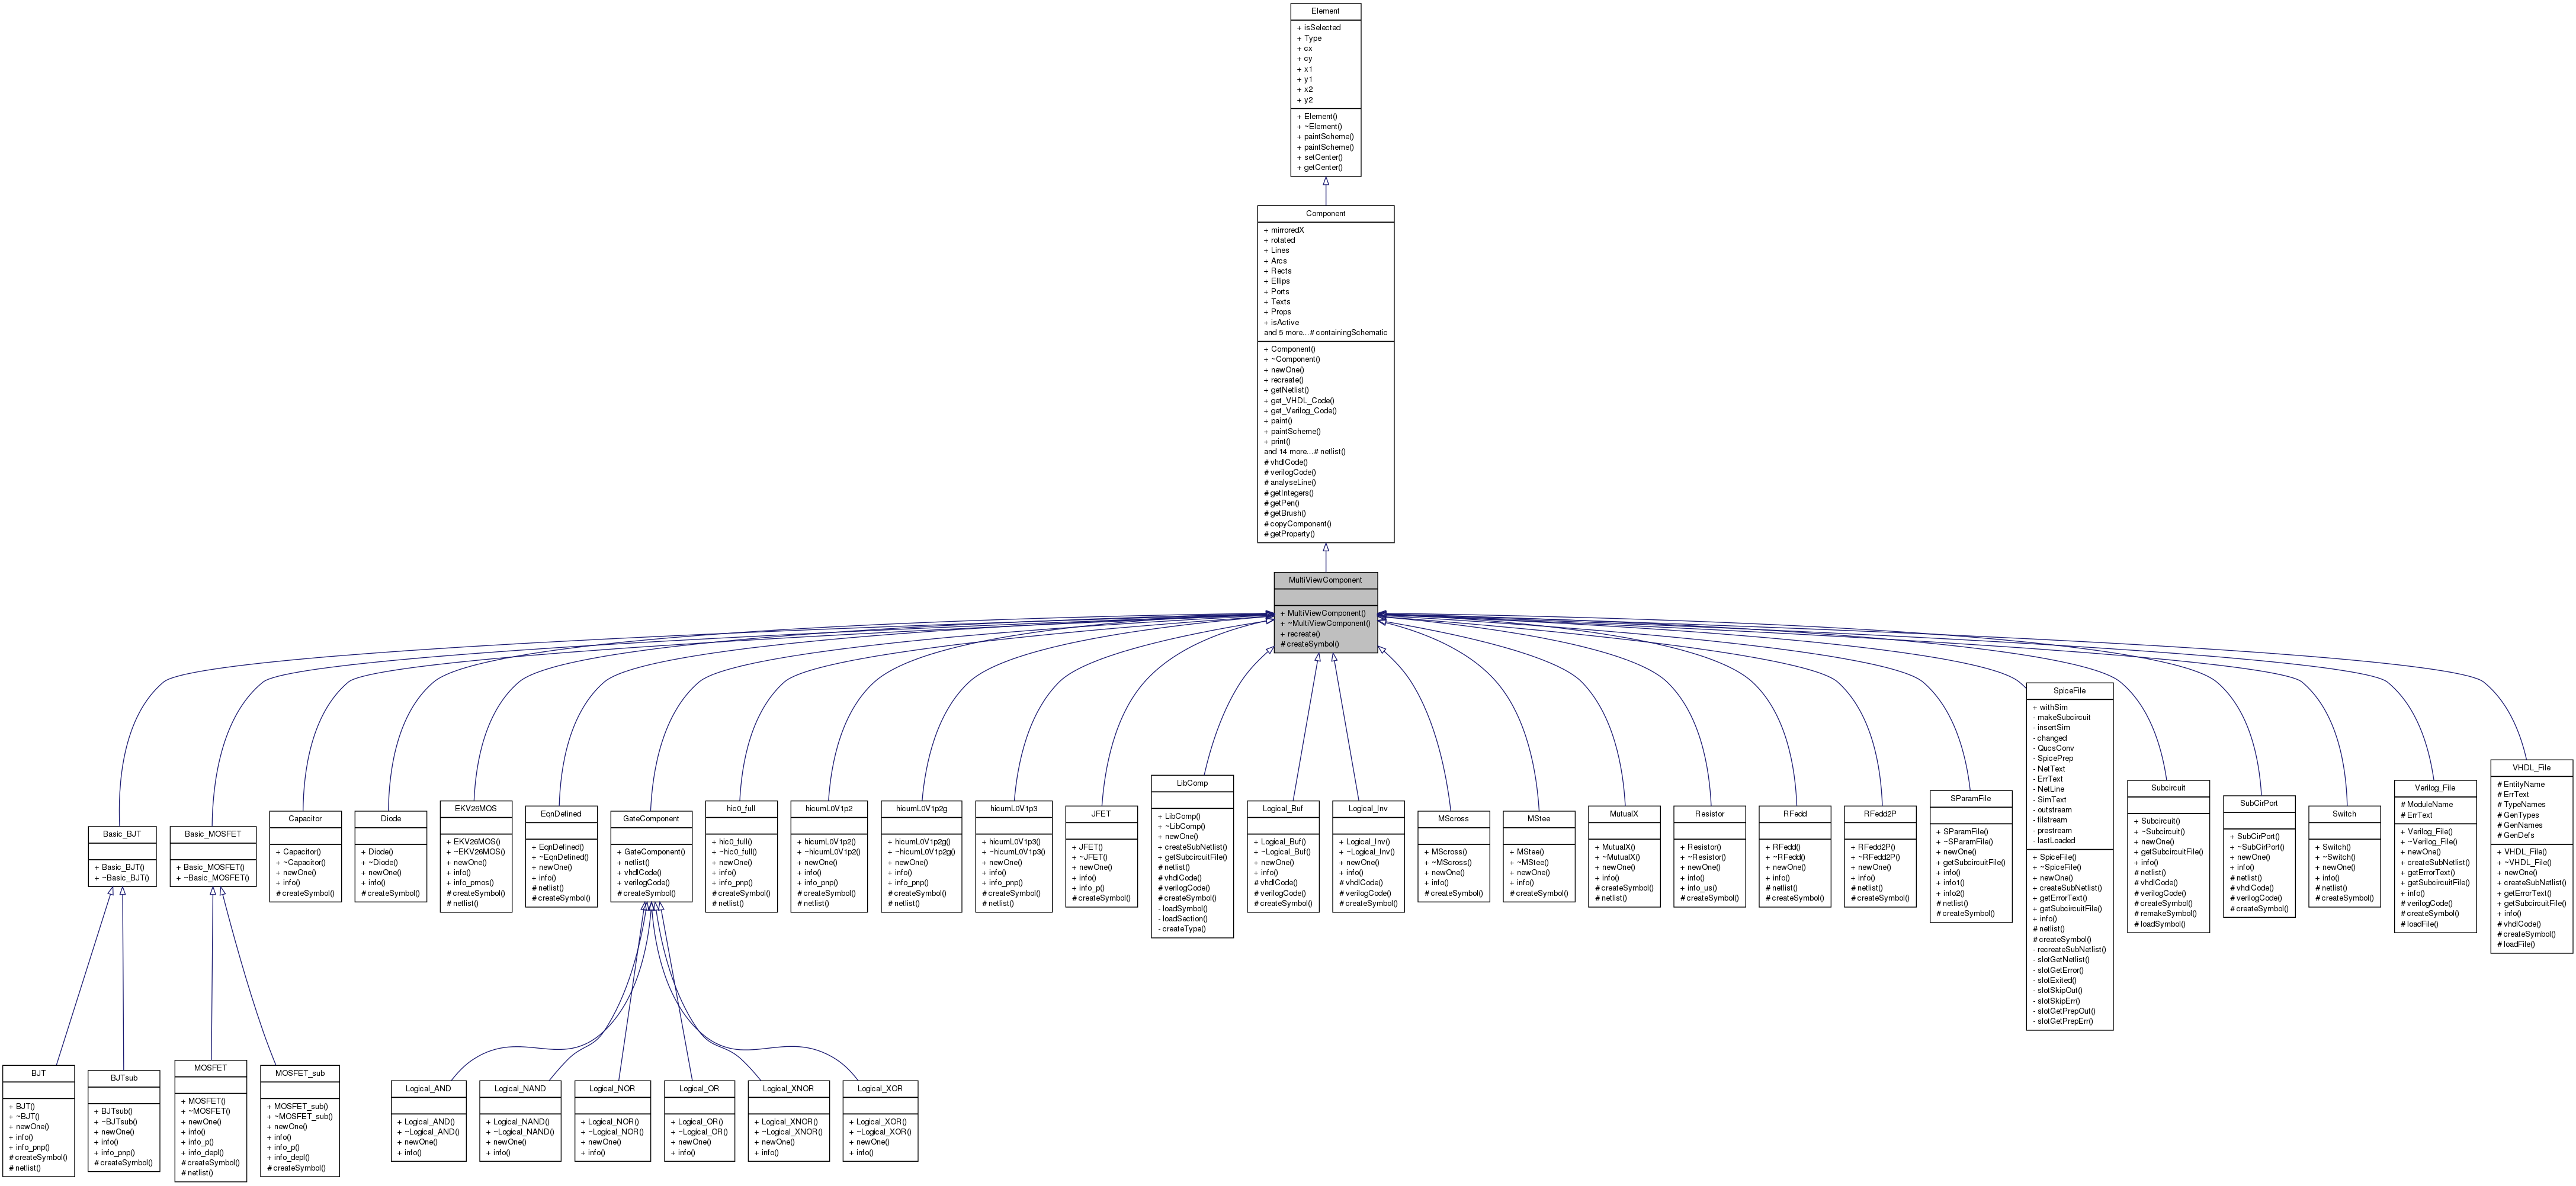 Element
+ isSelected
+ Type
+ cx
+ cy
+ x1
+ y1
+ x2
+ y2
+ Element()
+ ~Element()
+ paintScheme()
+ paintScheme()
+ setCenter()
+ getCenter()
Component
+ mirroredX
+ rotated
+ Lines
+ Arcs
+ Rects
+ Ellips
+ Ports
+ Texts
+ Props
+ isActive
and 5 more...# containingSchematic
+ Component()
+ ~Component()
+ newOne()
+ recreate()
+ getNetlist()
+ get_VHDL_Code()
+ get_Verilog_Code()
+ paint()
+ paintScheme()
+ print()
and 14 more...# netlist()
# vhdlCode()
# verilogCode()
# analyseLine()
# getIntegers()
# getPen()
# getBrush()
# copyComponent()
# getProperty()
MultiViewComponent
+ MultiViewComponent()
+ ~MultiViewComponent()
+ recreate()
# createSymbol()
Basic_BJT
+ Basic_BJT()
+ ~Basic_BJT()
Basic_MOSFET
+ Basic_MOSFET()
+ ~Basic_MOSFET()
Capacitor
+ Capacitor()
+ ~Capacitor()
+ newOne()
+ info()
# createSymbol()
Diode
+ Diode()
+ ~Diode()
+ newOne()
+ info()
# createSymbol()
EKV26MOS
+ EKV26MOS()
+ ~EKV26MOS()
+ newOne()
+ info()
+ info_pmos()
# createSymbol()
# netlist()
EqnDefined
+ EqnDefined()
+ ~EqnDefined()
+ newOne()
+ info()
# netlist()
# createSymbol()
GateComponent
+ GateComponent()
+ netlist()
+ vhdlCode()
+ verilogCode()
# createSymbol()
hic0_full
+ hic0_full()
+ ~hic0_full()
+ newOne()
+ info()
+ info_pnp()
# createSymbol()
# netlist()
hicumL0V1p2
+ hicumL0V1p2()
+ ~hicumL0V1p2()
+ newOne()
+ info()
+ info_pnp()
# createSymbol()
# netlist()
hicumL0V1p2g
+ hicumL0V1p2g()
+ ~hicumL0V1p2g()
+ newOne()
+ info()
+ info_pnp()
# createSymbol()
# netlist()
hicumL0V1p3
+ hicumL0V1p3()
+ ~hicumL0V1p3()
+ newOne()
+ info()
+ info_pnp()
# createSymbol()
# netlist()
JFET
+ JFET()
+ ~JFET()
+ newOne()
+ info()
+ info_p()
# createSymbol()
LibComp
+ LibComp()
+ ~LibComp()
+ newOne()
+ createSubNetlist()
+ getSubcircuitFile()
# netlist()
# vhdlCode()
# verilogCode()
# createSymbol()
- loadSymbol()
- loadSection()
- createType()
Logical_Buf
+ Logical_Buf()
+ ~Logical_Buf()
+ newOne()
+ info()
# vhdlCode()
# verilogCode()
# createSymbol()
Logical_Inv
+ Logical_Inv()
+ ~Logical_Inv()
+ newOne()
+ info()
# vhdlCode()
# verilogCode()
# createSymbol()
MScross
+ MScross()
+ ~MScross()
+ newOne()
+ info()
# createSymbol()
MStee
+ MStee()
+ ~MStee()
+ newOne()
+ info()
# createSymbol()
MutualX
+ MutualX()
+ ~MutualX()
+ newOne()
+ info()
# createSymbol()
# netlist()
Resistor
+ Resistor()
+ ~Resistor()
+ newOne()
+ info()
+ info_us()
# createSymbol()
RFedd
+ RFedd()
+ ~RFedd()
+ newOne()
+ info()
# netlist()
# createSymbol()
RFedd2P
+ RFedd2P()
+ ~RFedd2P()
+ newOne()
+ info()
# netlist()
# createSymbol()
SParamFile
+ SParamFile()
+ ~SParamFile()
+ newOne()
+ getSubcircuitFile()
+ info()
+ info1()
+ info2()
# netlist()
# createSymbol()
SpiceFile
+ withSim
- makeSubcircuit
- insertSim
- changed
- QucsConv
- SpicePrep
- NetText
- ErrText
- NetLine
- SimText
- outstream
- filstream
- prestream
- lastLoaded
+ SpiceFile()
+ ~SpiceFile()
+ newOne()
+ createSubNetlist()
+ getErrorText()
+ getSubcircuitFile()
+ info()
# netlist()
# createSymbol()
- recreateSubNetlist()
- slotGetNetlist()
- slotGetError()
- slotExited()
- slotSkipOut()
- slotSkipErr()
- slotGetPrepOut()
- slotGetPrepErr()
Subcircuit
+ Subcircuit()
+ ~Subcircuit()
+ newOne()
+ getSubcircuitFile()
+ info()
# netlist()
# vhdlCode()
# verilogCode()
# createSymbol()
# remakeSymbol()
# loadSymbol()
SubCirPort
+ SubCirPort()
+ ~SubCirPort()
+ newOne()
+ info()
# netlist()
# vhdlCode()
# verilogCode()
# createSymbol()
Switch
+ Switch()
+ ~Switch()
+ newOne()
+ info()
# netlist()
# createSymbol()
Verilog_File
# ModuleName
# ErrText
+ Verilog_File()
+ ~Verilog_File()
+ newOne()
+ createSubNetlist()
+ getErrorText()
+ getSubcircuitFile()
+ info()
# verilogCode()
# createSymbol()
# loadFile()
VHDL_File
# EntityName
# ErrText
# TypeNames
# GenTypes
# GenNames
# GenDefs
+ VHDL_File()
+ ~VHDL_File()
+ newOne()
+ createSubNetlist()
+ getErrorText()
+ getSubcircuitFile()
+ info()
# vhdlCode()
# createSymbol()
# loadFile()
BJT
+ BJT()
+ ~BJT()
+ newOne()
+ info()
+ info_pnp()
# createSymbol()
# netlist()
BJTsub
+ BJTsub()
+ ~BJTsub()
+ newOne()
+ info()
+ info_pnp()
# createSymbol()
MOSFET
+ MOSFET()
+ ~MOSFET()
+ newOne()
+ info()
+ info_p()
+ info_depl()
# createSymbol()
# netlist()
MOSFET_sub
+ MOSFET_sub()
+ ~MOSFET_sub()
+ newOne()
+ info()
+ info_p()
+ info_depl()
# createSymbol()
Logical_AND
+ Logical_AND()
+ ~Logical_AND()
+ newOne()
+ info()
Logical_NAND
+ Logical_NAND()
+ ~Logical_NAND()
+ newOne()
+ info()
Logical_NOR
+ Logical_NOR()
+ ~Logical_NOR()
+ newOne()
+ info()
Logical_OR
+ Logical_OR()
+ ~Logical_OR()
+ newOne()
+ info()
Logical_XNOR
+ Logical_XNOR()
+ ~Logical_XNOR()
+ newOne()
+ info()
Logical_XOR
+ Logical_XOR()
+ ~Logical_XOR()
+ newOne()
+ info()